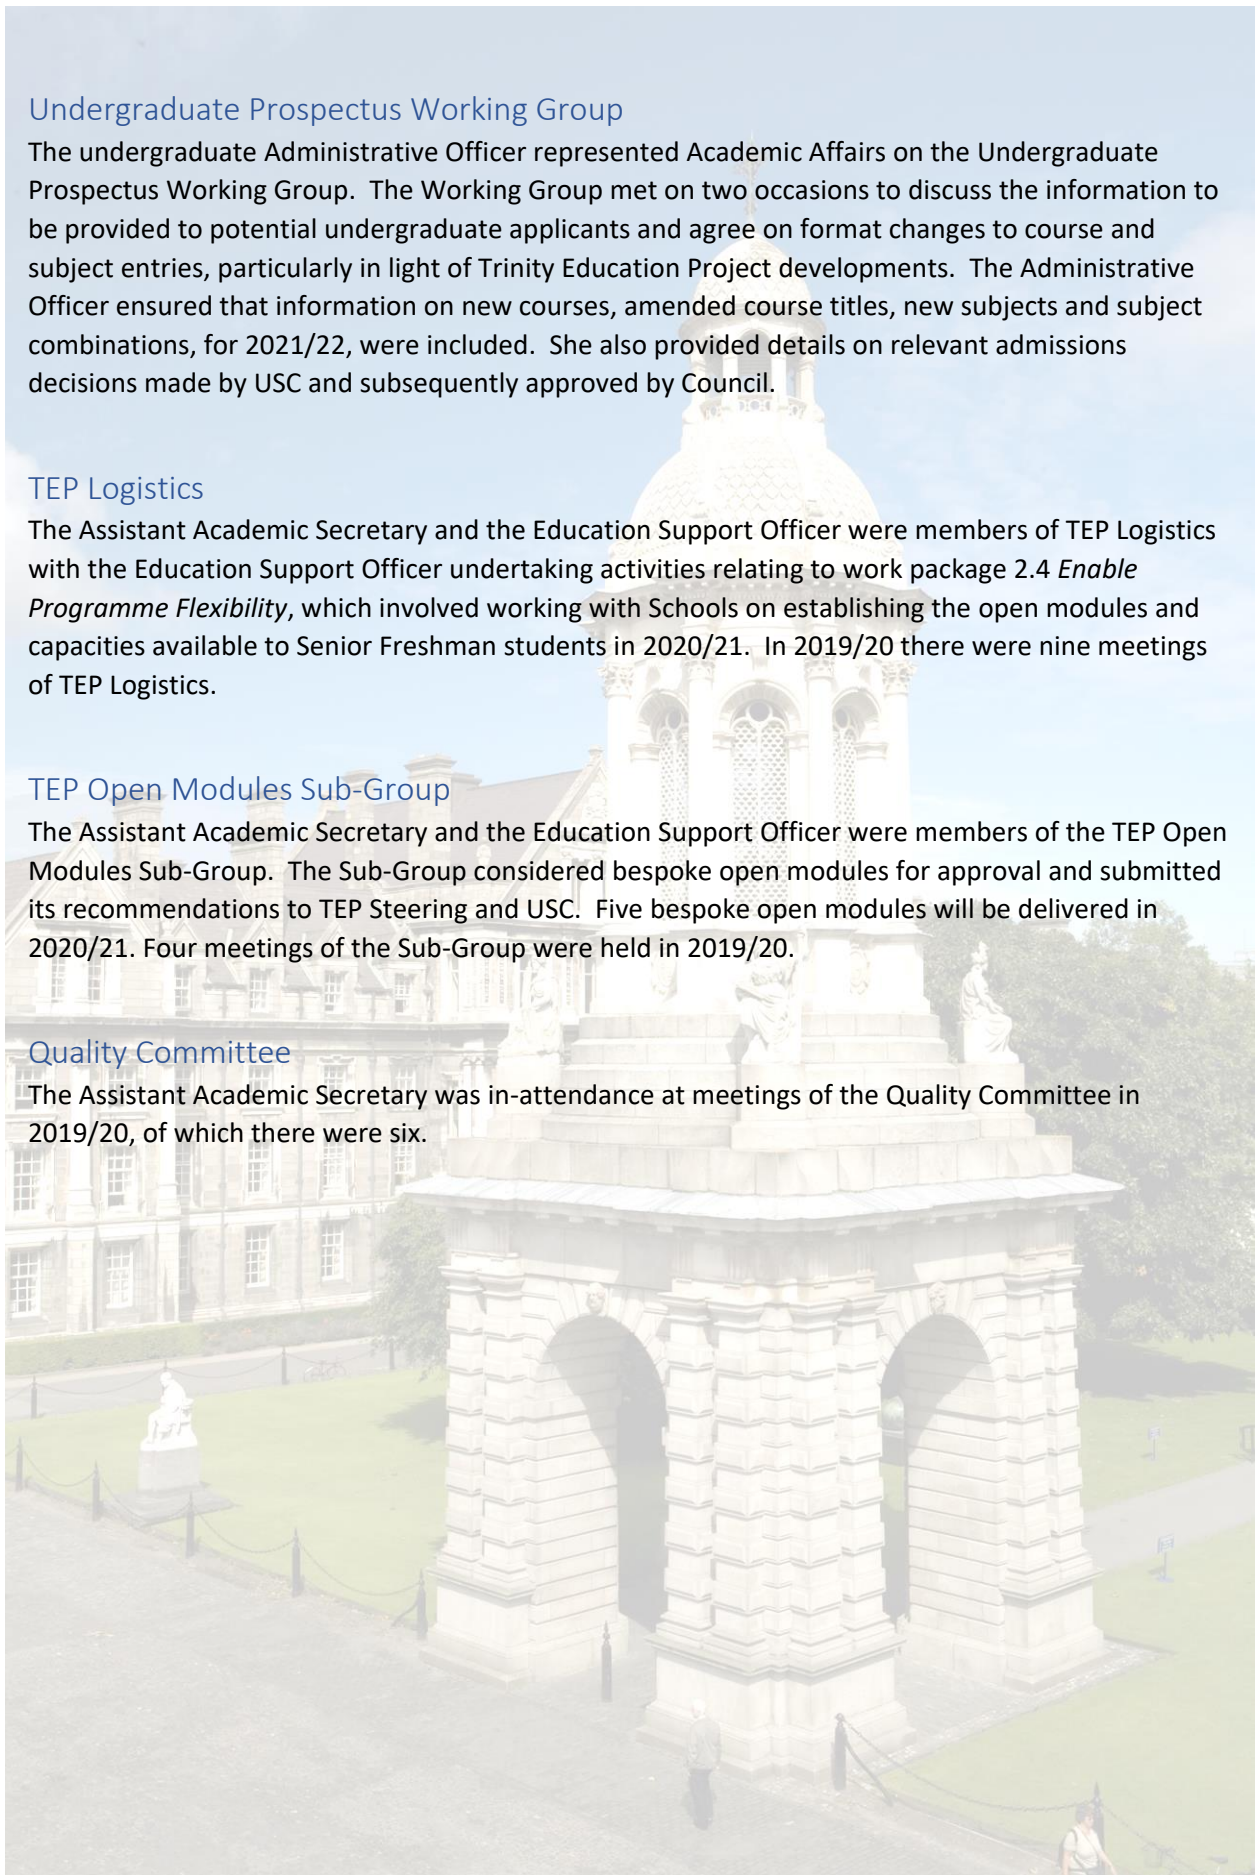 Undergraduate Prospectus Working Group
The undergraduate Administrative Officer represented Academic Affairs on the Undergraduate
Prospectus Working Group.  The Working Group met on two occasions to discuss the information to
be provided to potential undergraduate applicants and agree on format changes to course and
subject entries, particularly in light of Trinity Education Project developments.  The Administrative
Officer ensured that information on new courses, amended course titles, new subjects and subject
combinations, for 2021/22, were included.  She also provided details on relevant admissions
decisions made by USC and subsequently approved by Council.
TEP Logistics
The Assistant Academic Secretary and the Education Support Officer were members of TEP Logistics
with the Education Support Officer undertaking activities relating to work package 2.4 Enable
Programme Flexibility, which involved working with Schools on establishing the open modules and
capacities available to Senior Freshman students in 2020/21.  In 2019/20 there were nine meetings
of TEP Logistics.
TEP Open Modules Sub-Group
The Assistant Academic Secretary and the Education Support Officer were members of the TEP Open
Modules Sub-Group.  The Sub-Group considered bespoke open modules for approval and submitted
its recommendations to TEP Steering and USC.  Five bespoke open modules will be delivered in
2020/21. Four meetings of the Sub-Group were held in 2019/20.
Quality Committee
The Assistant Academic Secretary was in-attendance at meetings of the Quality Committee in
2019/20, of which there were six.